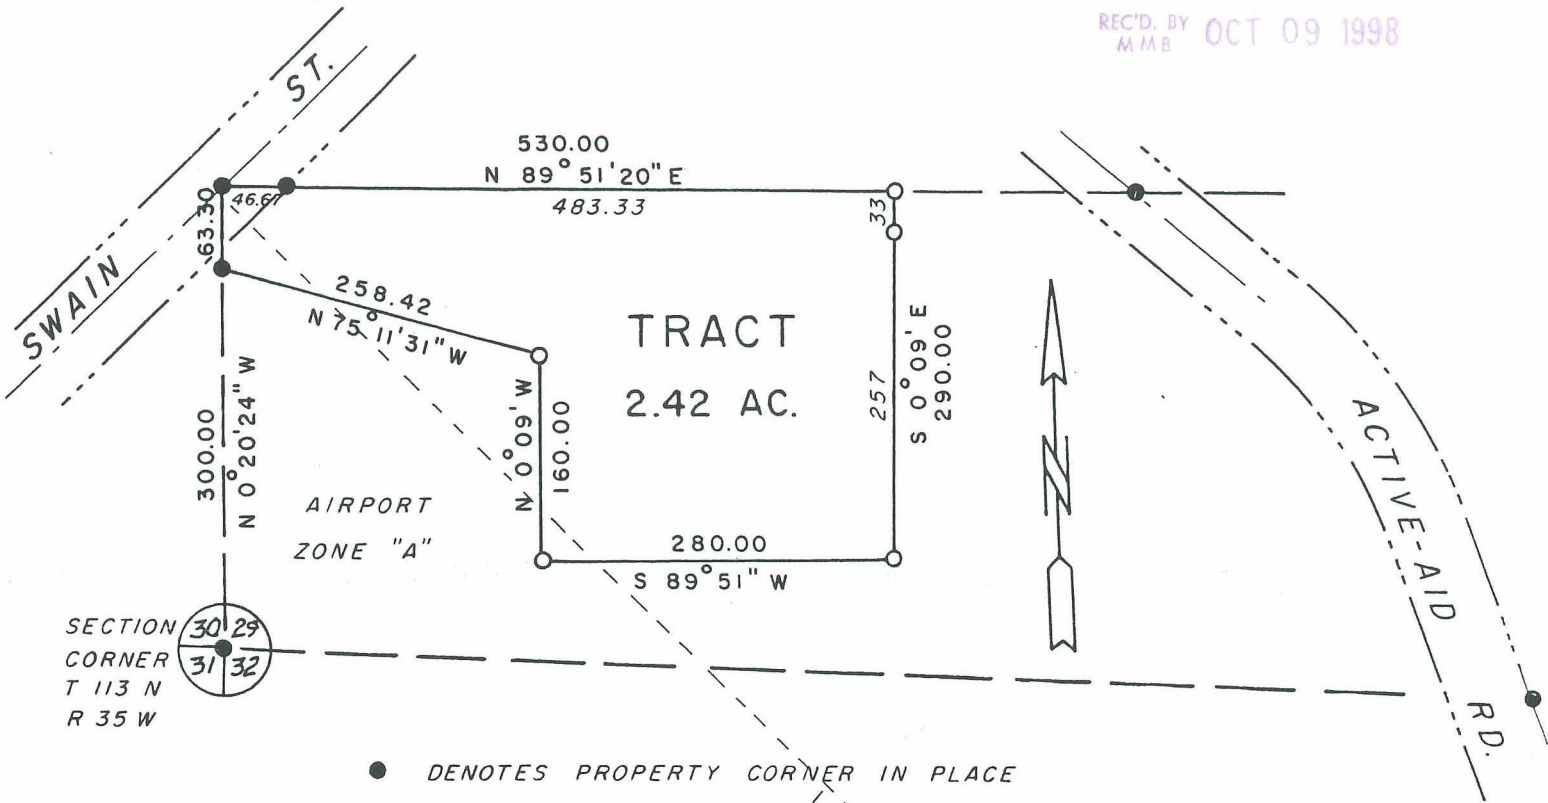 REC'D. BY OCT 09 1998
MMB
SWAIN ST.
530.00
N 89° 51'20" E
46.67
483.33
33
63.30
258.42
N 75° 11'31" W
TRACT
2.42 AC.
257
S 0° 09' E
290.00
300.00
N 0° 20'24" W
N 0° 09' W
160.00
AIRPORT
ZONE "A"
280.00
S 89° 51" W
N
ACTIVE-AID RD.
SECTION
CORNER
T 113 N
R 35 W
30 29
31 32
DENOTES PROPERTY CORNER IN PLACE